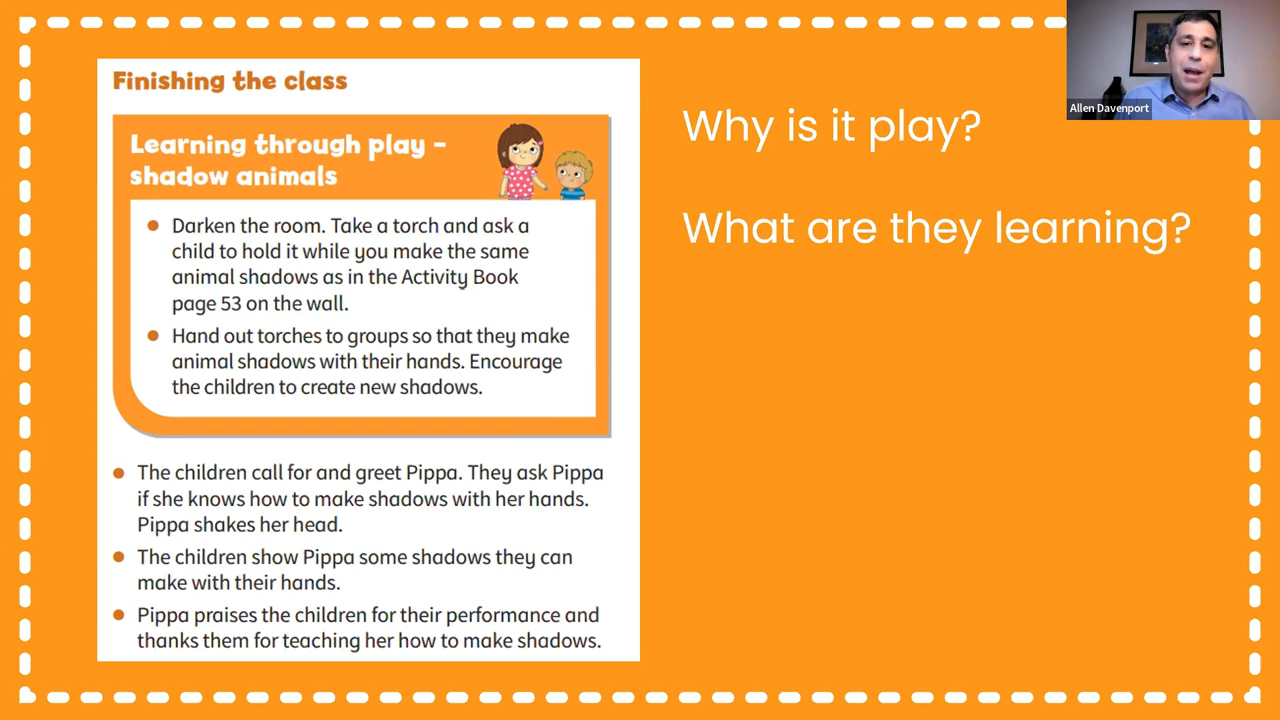 Finishing the class
Learning through play –
shadow animals
Darken the room. Take a torch and ask a
child to hold it while you make the same
animal shadows as in the Activity Book
page 53 on the wall.
Hand out torches to groups so that they make
animal shadows with their hands. Encourage
the children to create new shadows.
The children call for and greet Pippa. They ask Pippa
if she knows how to make shadows with her hands.
Pippa shakes her head.
The children show Pippa some shadows they can
make with their hands.
Pippa praises the children for their performance and
thanks them for teaching her how to make shadows.
Why is it play?
What are they learning?
Allen Davenport